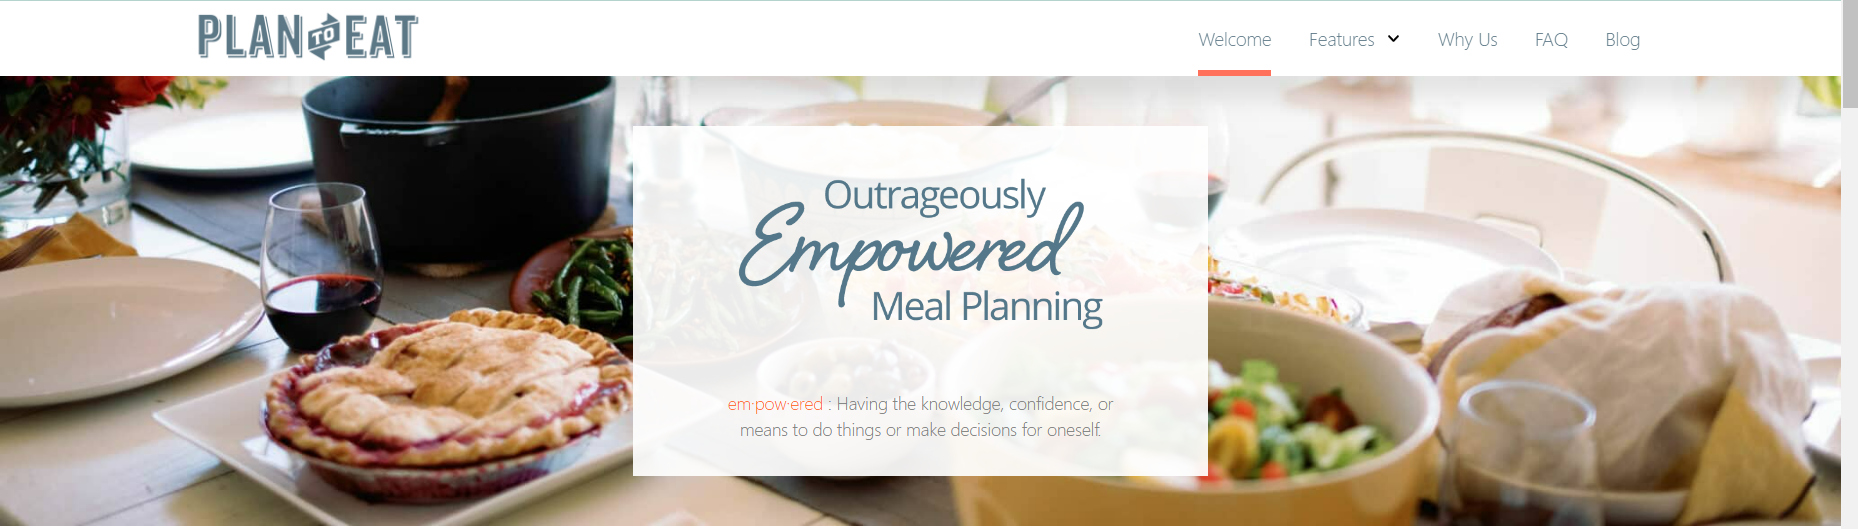 PLAN TO EAT
Welcome Features Why Us FAQ Blog
Outrageously
Empowered
Meal Planning
em·pow·ered : Having the knowledge, confidence, or
means to do things or make decisions for oneself.